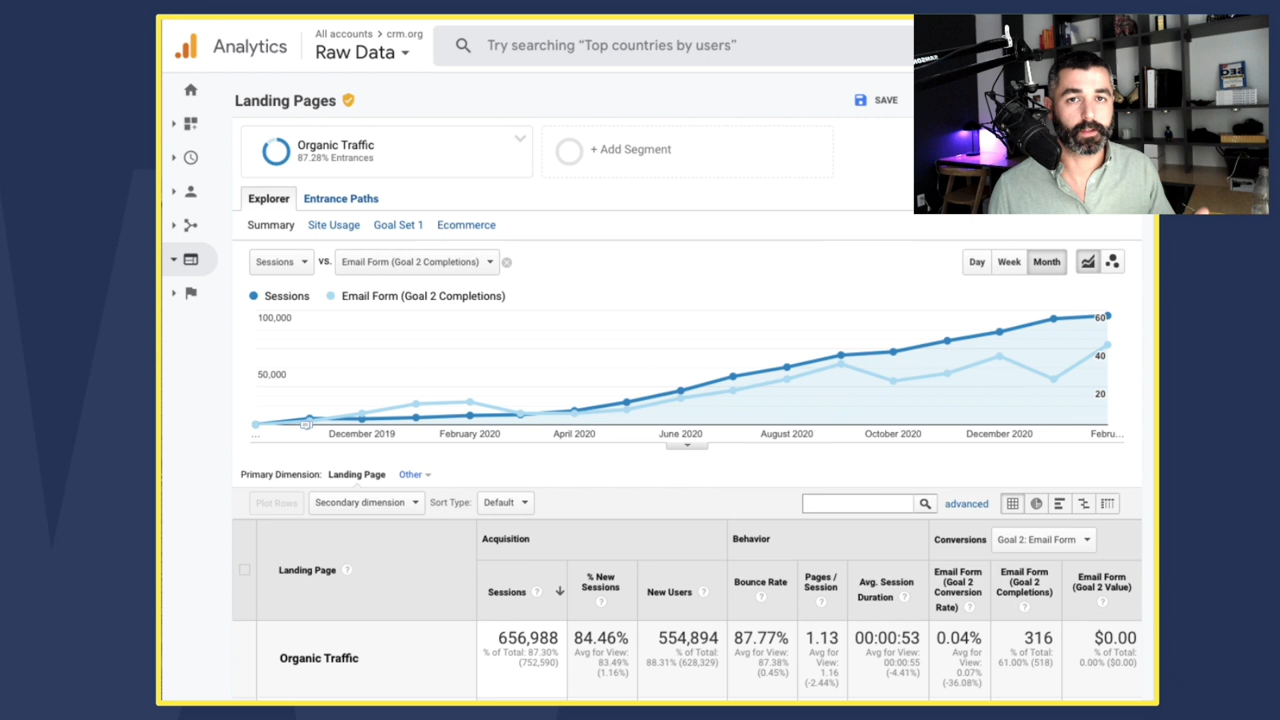 Analytics
All accounts > crm.org
Raw Data
Try searching “Top countries by users”
Landing Pages
SAVE
Organic Traffic
87.28% Entrances
+ Add Segment
Explorer
Entrance Paths
Summary
Site Usage
Goal Set 1
Ecommerce
Sessions
VS.
Email Form (Goal 2 Completions)
Day
Week
Month
Sessions
Email Form (Goal 2 Completions)
100,000
60
40
50,000
20
...
December 2019
February 2020
April 2020
June 2020
August 2020
October 2020
December 2020
Febru...
Primary Dimension:
Landing Page
Other
Plot Rows
Secondary dimension
Sort Type:
Default
advanced
Acquisition
Behavior
Conversions
Goal 2: Email Form
Landing Page
Sessions
% New
Sessions
New Users
Bounce Rate
Pages /
Session
Avg. Session
Duration
Email Form
(Goal 2
Conversion
Rate)
Email Form
(Goal 2
Completions)
Email Form
(Goal 2 Value)
Organic Traffic
656,988
% of Total: 87.30%
(752,590)
84.46%
Avg for View:
83.49%
(1.16%)
554,894
% of Total:
88.31% (628,329)
87.77%
Avg for View:
87.38%
(0.45%)
1.13
Avg for
View:
1.16
(-2.44%)
00:00:53
Avg for View:
00:00:55
(-4.41%)
0.04%
Avg for
View:
0.07%
(-36.08%)
316
% of Total:
61.00% (518)
$0.00
% of Total:
0.00% ($0.00)